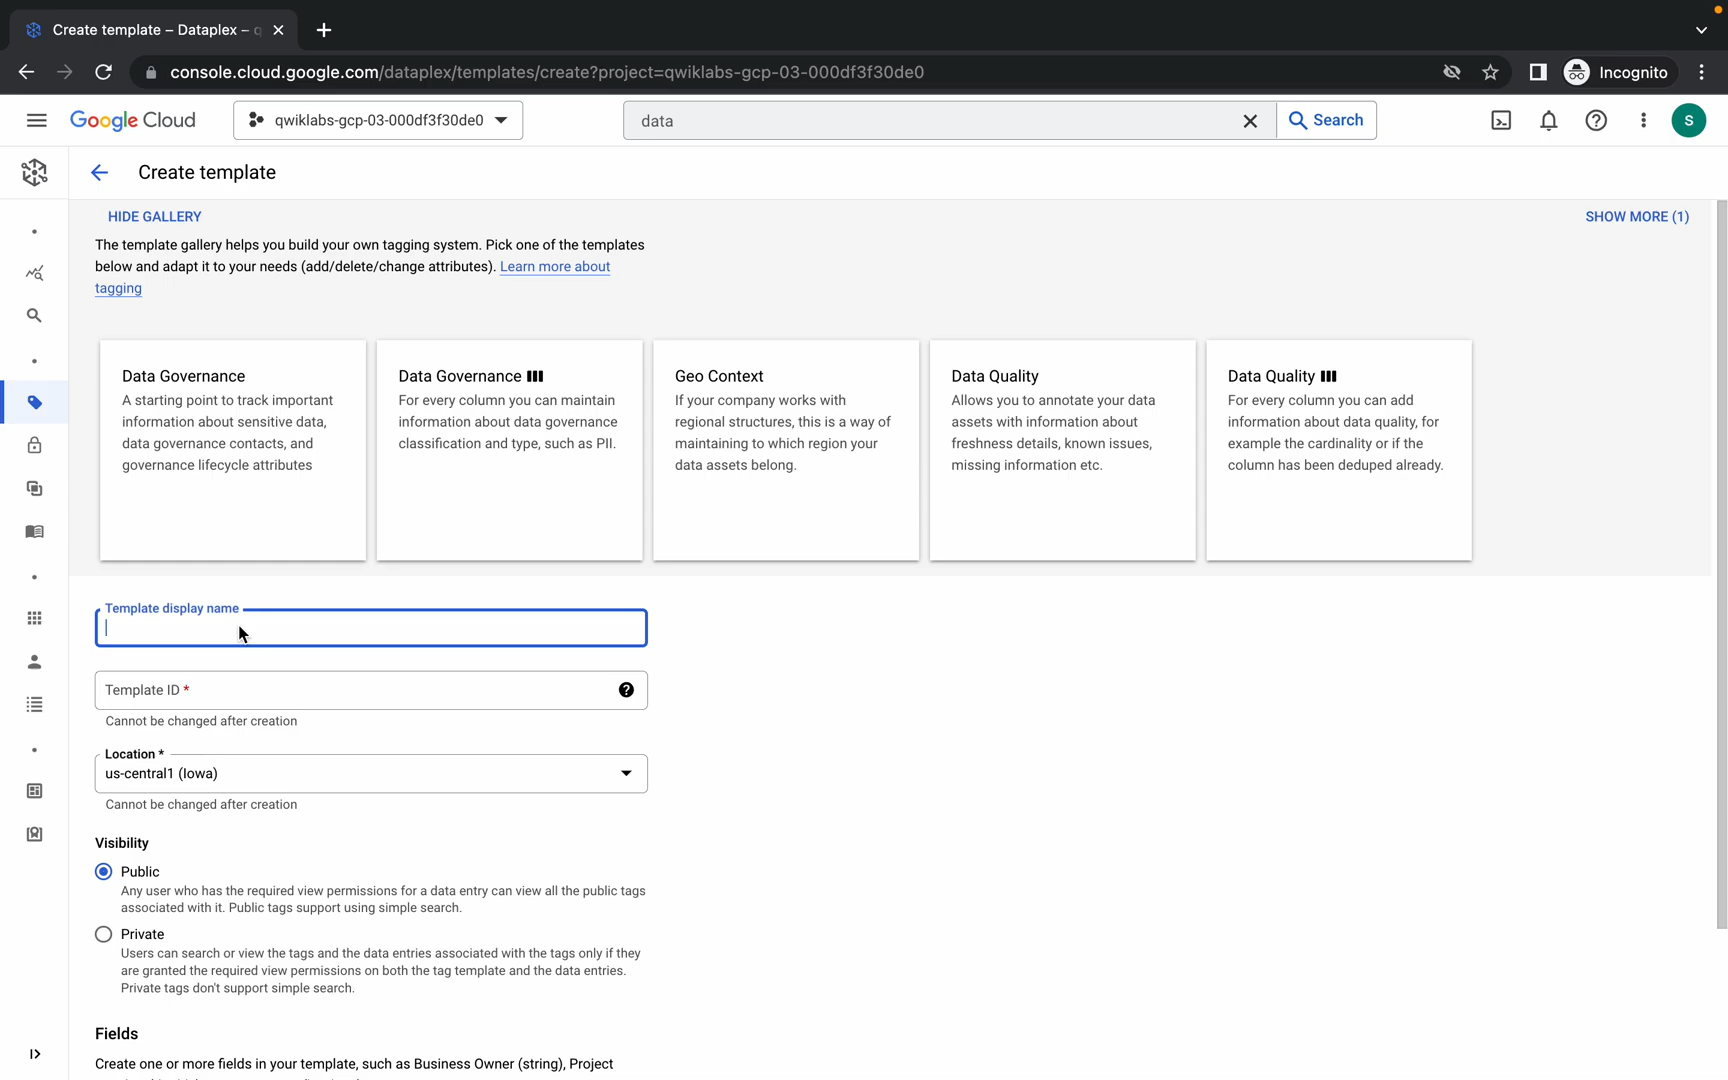 Create template – Dataplex – q
console.cloud.google.com/dataplex/templates/create?project=qwiklabs-gcp-03-000df3f30de0
Incognito
Google Cloud
qwiklabs-gcp-03-000df3f30de0
data
Search
S
Create template
HIDE GALLERY
SHOW MORE (1)
The template gallery helps you build your own tagging system. Pick one of the templates
below and adapt it to your needs (add/delete/change attributes). Learn more about
tagging
Data Governance
A starting point to track important
information about sensitive data,
data governance contacts, and
governance lifecycle attributes
Data Governance
For every column you can maintain
information about data governance
classification and type, such as PII.
Geo Context
If your company works with
regional structures, this is a way of
maintaining to which region your
data assets belong.
Data Quality
Allows you to annotate your data
assets with information about
freshness details, known issues,
missing information etc.
Data Quality
For every column you can add
information about data quality, for
example the cardinality or if the
column has been deduped already.
Template display name
Template ID *
Cannot be changed after creation
Location *
us-central1 (Iowa)
Cannot be changed after creation
Visibility
Public
Any user who has the required view permissions for a data entry can view all the public tags
associated with it. Public tags support using simple search.
Private
Users can search or view the tags and the data entries associated with the tags only if they
are granted the required view permissions on both the tag template and the data entries.
Private tags don't support simple search.
Fields
Create one or more fields in your template, such as Business Owner (string), Project